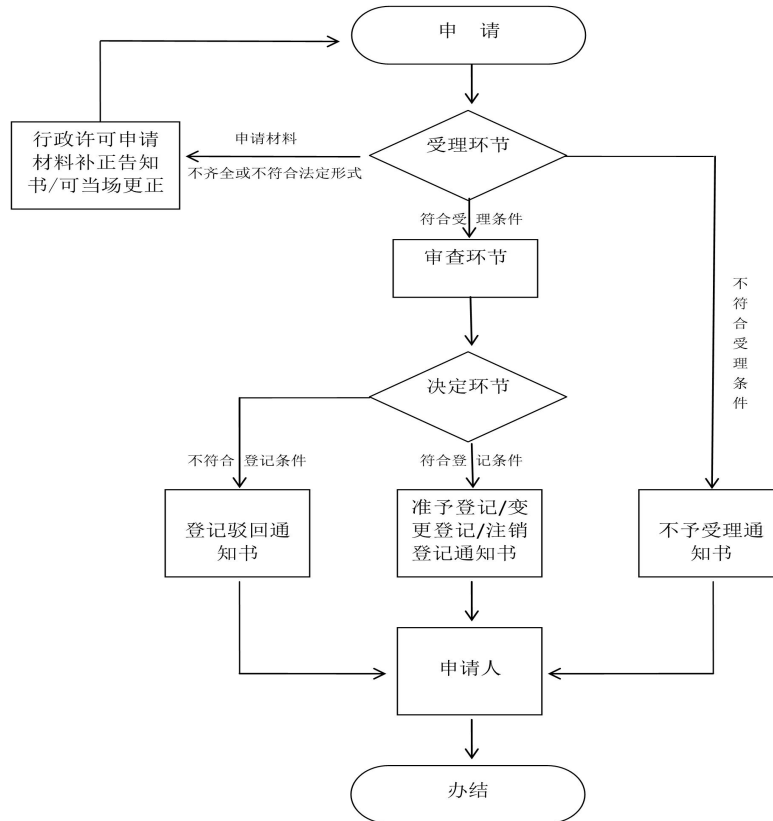 申 请
行政许可申请
材料补正告知
书/可当场更正
申请材料
不齐全或不符合法定形式
受理环节
符合受理条件
审查环节
不符合受理条件
决定环节
不符合登记条件
符合登记条件
登记驳回通
知书
准予登记/变
更登记/注销
登记通知书
不予受理通
知书
申请人
办结